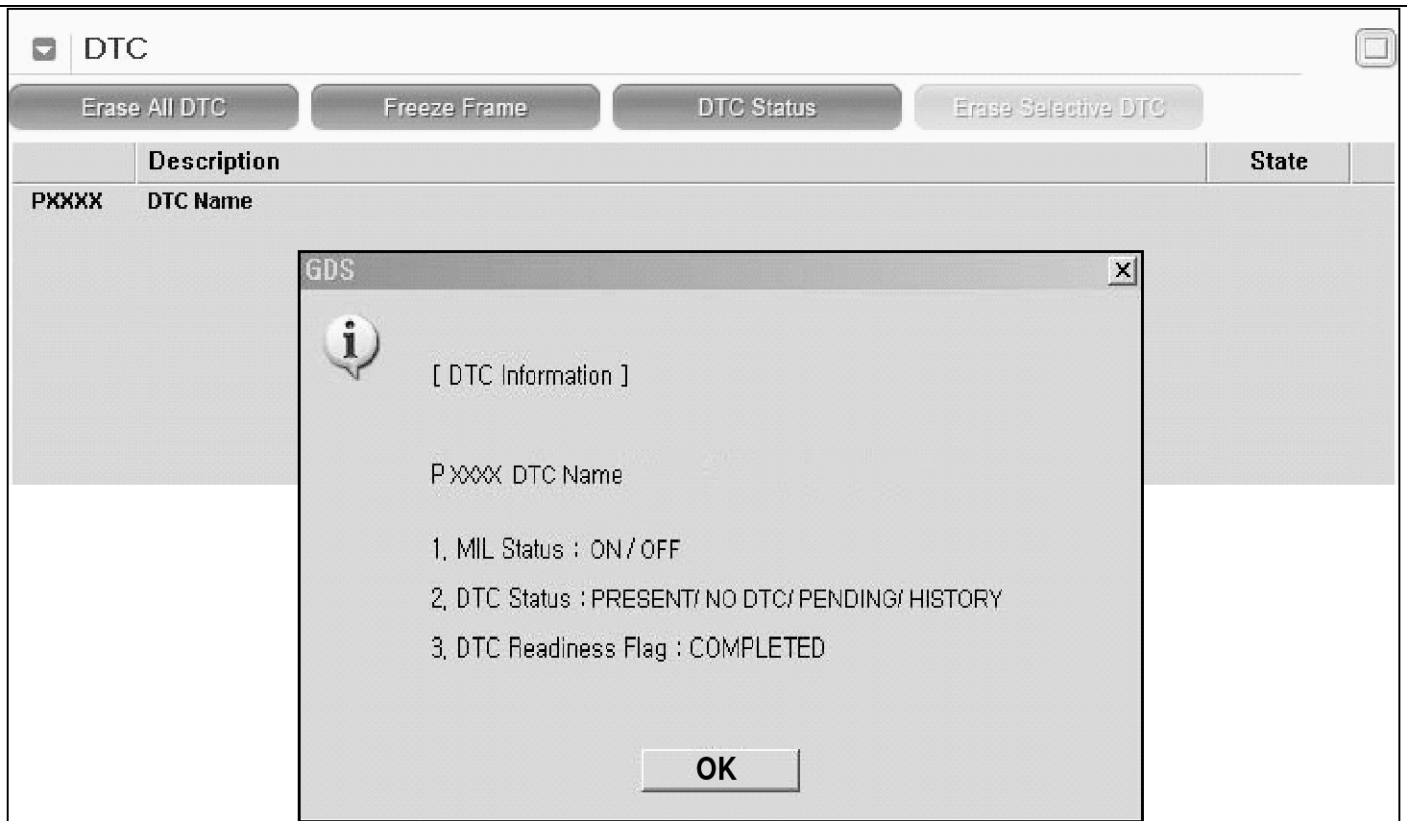 DTC
Erase All DTC Freeze Frame DTC Status Erase Selective DTC
Description State
PXXXX DTC Name
GDS
[ DTC Information ]
PXXXX DTC Name
1. MIL Status : ON / OFF
2. DTC Status : PRESENT/ NO DTC/ PENDING/ HISTORY
3. DTC Readiness Flag : COMPLETED
OK